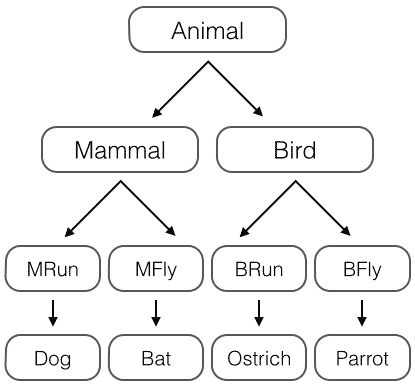 Animal
Mammal
Bird
MRun
MFly
BRun
BFly
Dog
Bat
Ostrich
Parrot